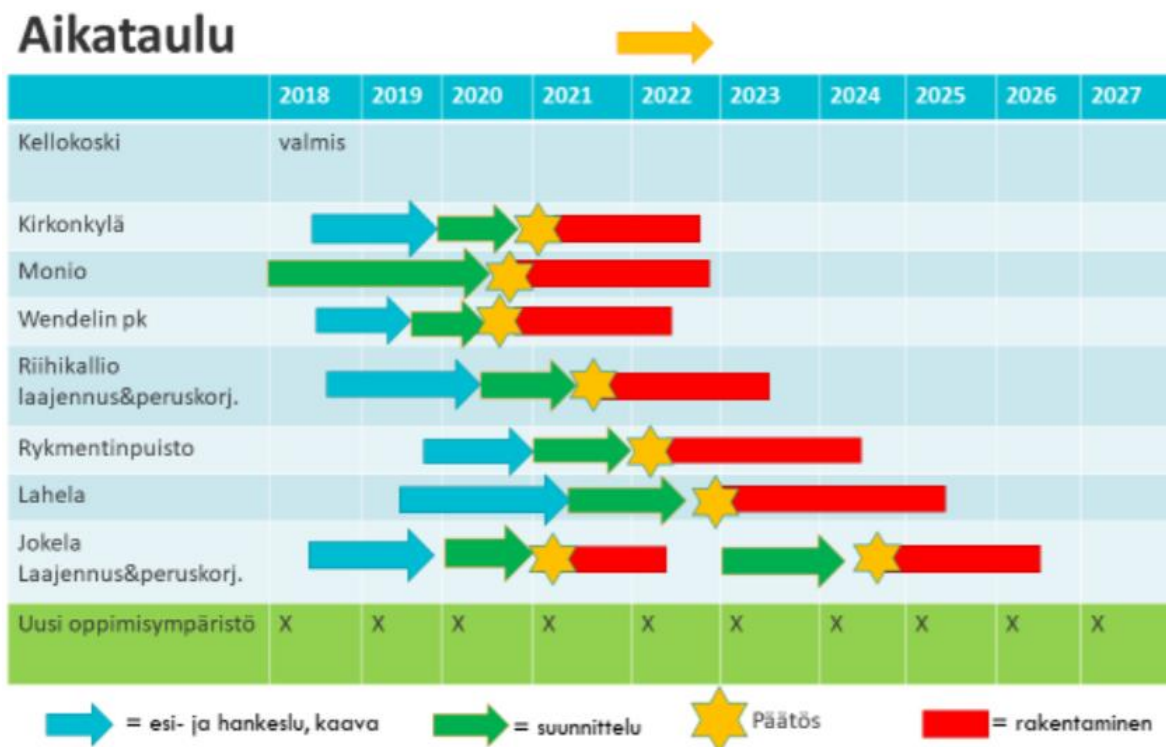 Aikataulu
2018 2019 2020 2021 2022 2023 2024 2025 2026 2027
Kellokoski valmis
Kirkonkylä
Monio
Wendelin pk
Riihikallio
laajennus&peruskorj.
Rykmentinpuisto
Lahela
Jokela
Laajennus&peruskorj.
Uusi oppimisympäristö X X X X X X X X X X
= esi- ja hankeslu, kaava = suunnittelu Päätös = rakentaminen